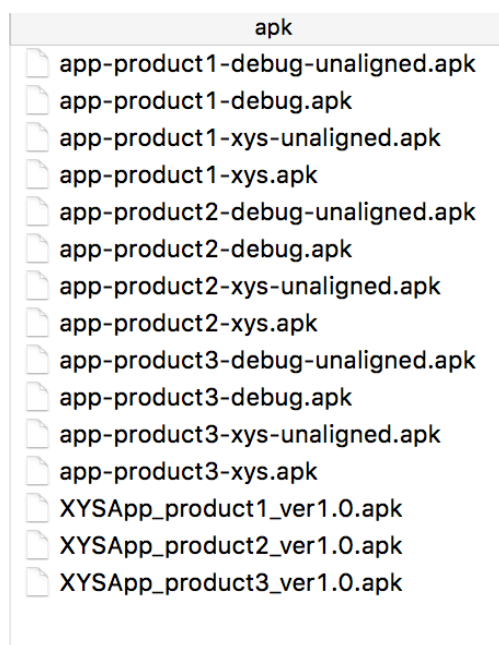 apk
app-product1-debug-unaligned.apk
app-product1-debug.apk
app-product1-xys-unaligned.apk
app-product1-xys.apk
app-product2-debug-unaligned.apk
app-product2-debug.apk
app-product2-xys-unaligned.apk
app-product2-xys.apk
app-product3-debug-unaligned.apk
app-product3-debug.apk
app-product3-xys-unaligned.apk
app-product3-xys.apk
XYSApp_product1_ver1.0.apk
XYSApp_product2_ver1.0.apk
XYSApp_product3_ver1.0.apk